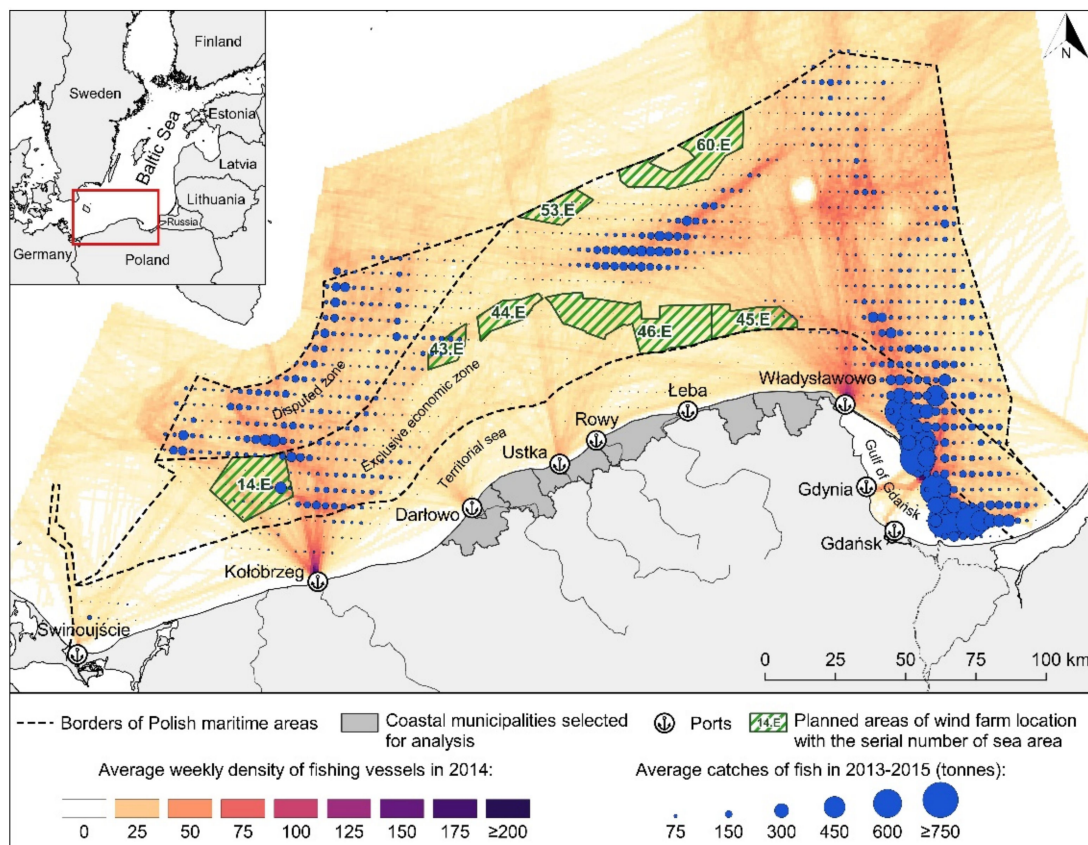 Finland
Sweden
Estonia
Baltic Sea
Latvia
Lithuania
Russia
Germany
Poland
N
60.E
53.E
44.E
43.E
46.E
45.E
14.E
Disputed zone
Exclusive economic zone
Territorial sea
Władysławowo
Łeba
Rowy
Ustka
Gulf of Gdańsk
Gdynia
Darłowo
Gdańsk
Kołobrzeg
Świnoujście
0 25 50 75 100 km
Borders of Polish maritime areas
Coastal municipalities selected
for analysis
Ports
14.E
Planned areas of wind farm location
with the serial number of sea area
Average weekly density of fishing vessels in 2014:
0 25 50 75 100 125 150 175 ≥200
Average catches of fish in 2013-2015 (tonnes):
75 150 300 450 600 ≥750